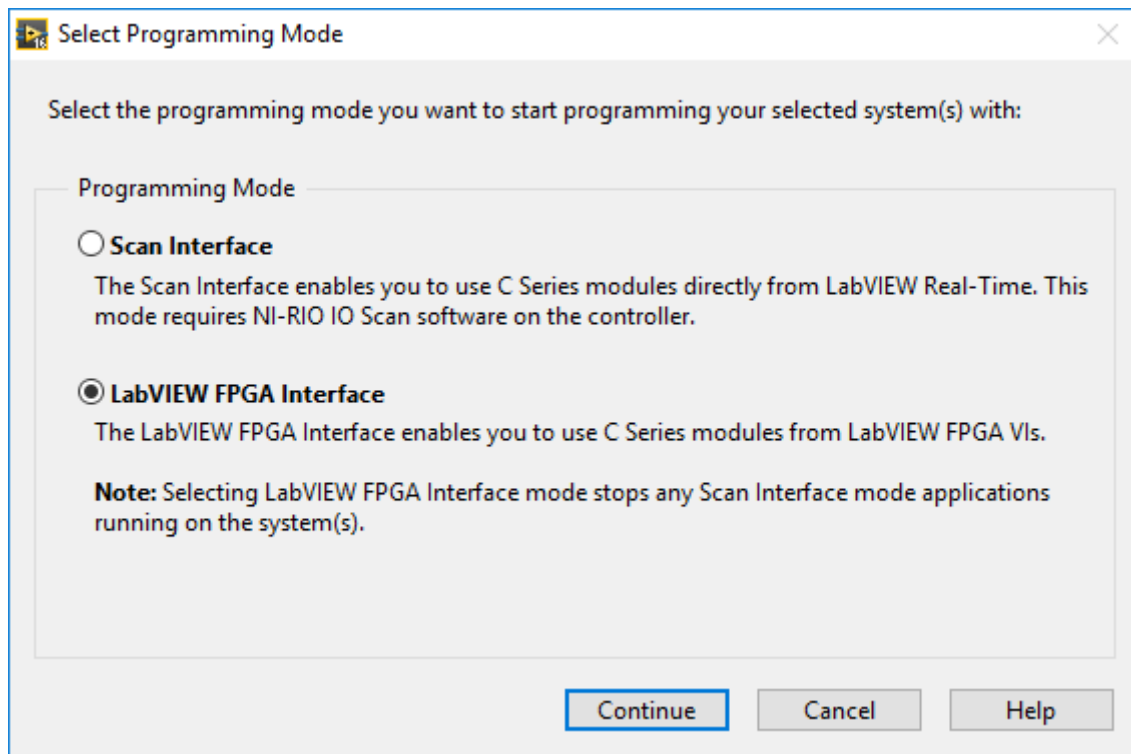 Select Programming Mode
Select the programming mode you want to start programming your selected system(s) with:
Programming Mode
Scan Interface
The Scan Interface enables you to use C Series modules directly from LabVIEW Real-Time. This
mode requires NI-RIO IO Scan software on the controller.
LabVIEW FPGA Interface
The LabVIEW FPGA Interface enables you to use C Series modules from LabVIEW FPGA VIs.
Note: Selecting LabVIEW FPGA Interface mode stops any Scan Interface mode applications
running on the system(s).
Continue Cancel Help